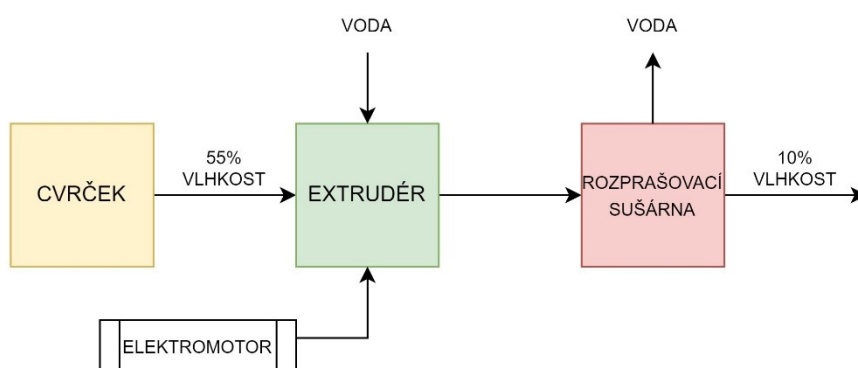 VODA
VODA
55%
VLHKOST
10%
VLHKOST
CVRČEK
EXTRUDÉR
ROZPRAŠOVACÍ
SUŠÁRNA
ELEKTROMOTOR